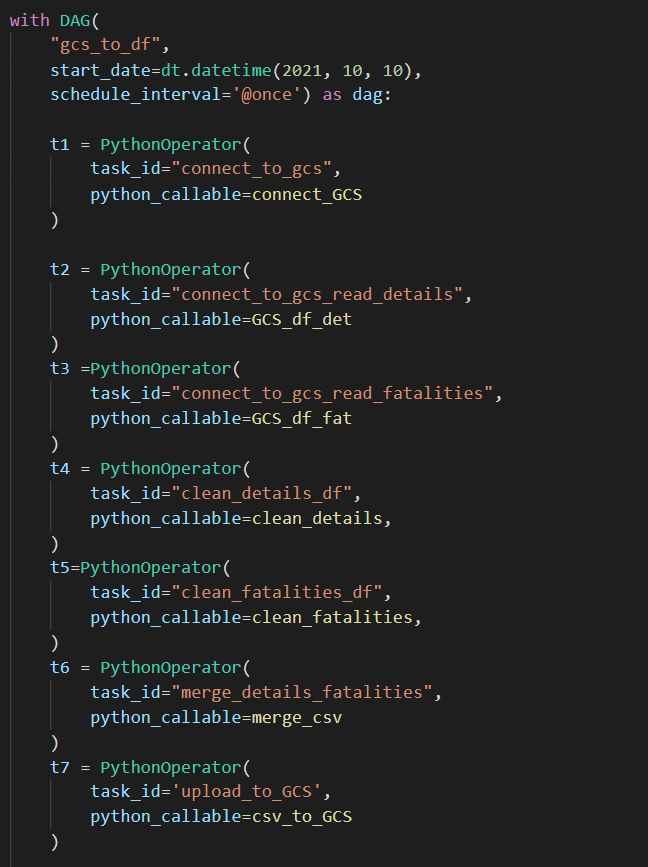 with DAG(
    "gcs_to_df",
    start_date=dt.datetime(2021, 10, 10),
    schedule_interval='@once') as dag:
    t1 = PythonOperator(
        task_id="connect_to_gcs",
        python_callable=connect_GCS
    )
    t2 = PythonOperator(
        task_id="connect_to_gcs_read_details",
        python_callable=GCS_df_det
    )
    t3 =PythonOperator(
        task_id="connect_to_gcs_read_fatalities",
        python_callable=GCS_df_fat
    )
    t4 = PythonOperator(
        task_id="clean_details_df",
        python_callable=clean_details,
    )
    t5=PythonOperator(
        task_id="clean_fatalities_df",
        python_callable=clean_fatalities,
    )
    t6 = PythonOperator(
        task_id="merge_details_fatalities",
        python_callable=merge_csv
    )
    t7 = PythonOperator(
        task_id='upload_to_GCS',
        python_callable=csv_to_GCS
    )